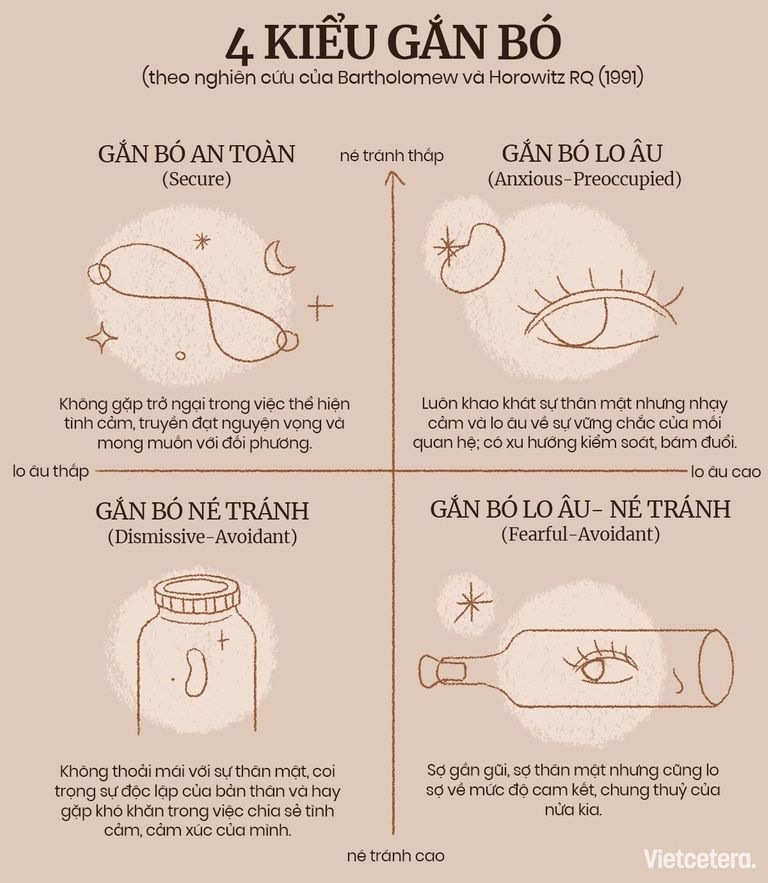 4 KIỂU GẮN BÓ
(theo nghiên cứu của Bartholomew và Horowitz RQ (1991)
né tránh thấp
GẮN BÓ AN TOÀN
(Secure)
Không gặp trở ngại trong việc thể hiện
tình cảm, truyền đạt nguyện vọng và
mong muốn với đối phương.
GẮN BÓ LO ÂU
(Anxious-Preoccupied)
Luôn khao khát sự thân mật nhưng nhạy
cảm và lo âu về sự vững chắc của mối
quan hệ; có xu hướng kiểm soát, bám đuổi.
lo âu thấp
lo âu cao
GẮN BÓ NÉ TRÁNH
(Dismissive-Avoidant)
Không thoải mái với sự thân mật, coi
trọng sự độc lập của bản thân và hay
gặp khó khăn trong việc chia sẻ tình
cảm, cảm xúc của mình.
GẮN BÓ LO ÂU- NÉ TRÁNH
(Fearful-Avoidant)
Sợ gần gũi, sợ thân mật nhưng cũng lo
sợ về mức độ cam kết, chung thuỷ của
nửa kia.
né tránh cao
Vietcetera.